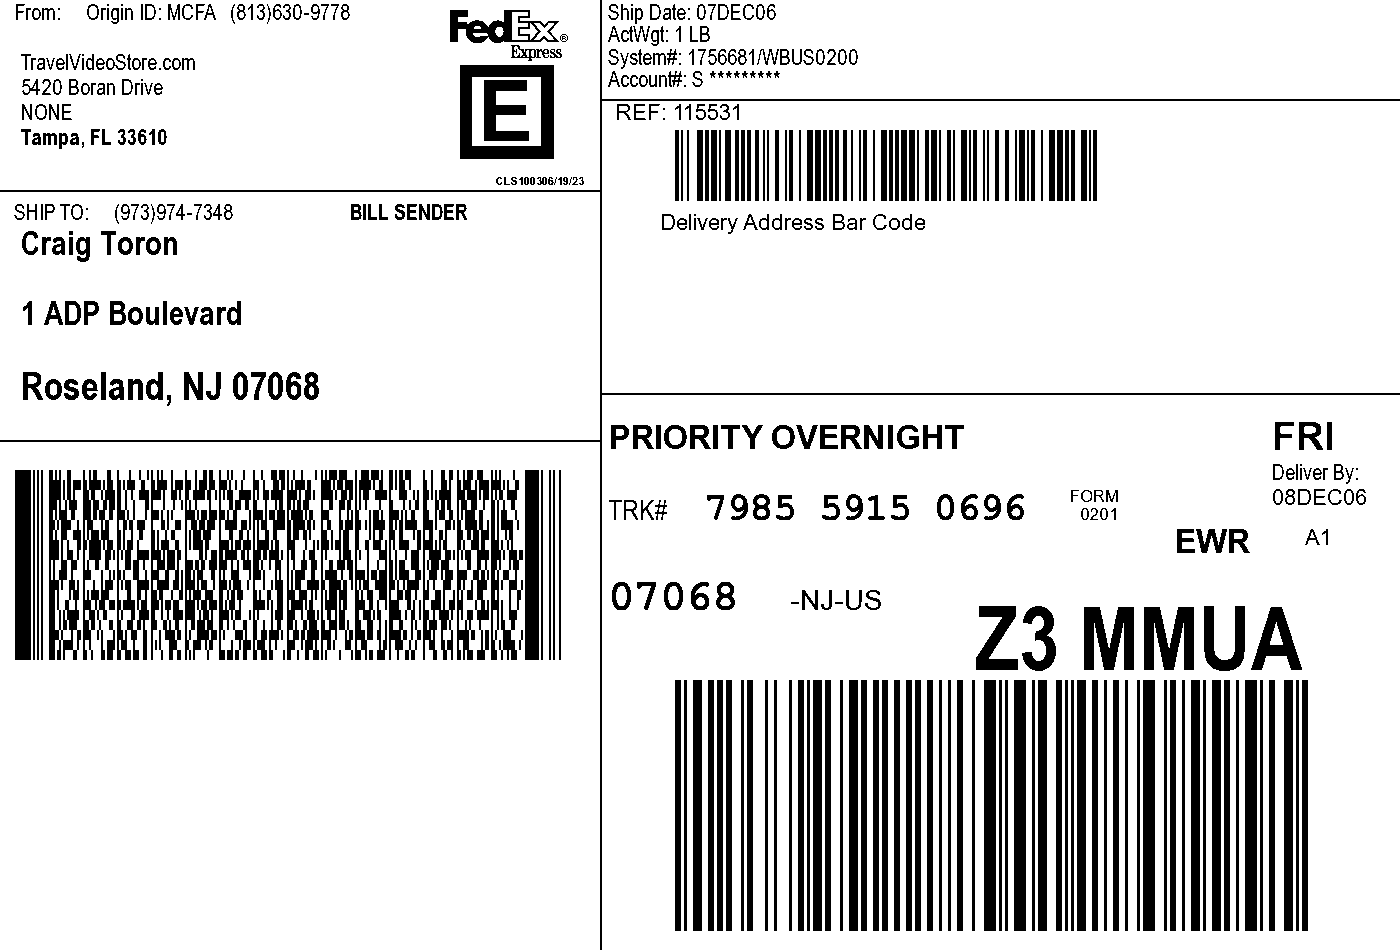 From: Origin ID: MCFA (813)630-9778
TravelVideoStore.com
5420 Boran Drive
NONE
Tampa, FL 33610
FedEx®
Express
E
CLS100306/19/23
SHIP TO: (973)974-7348 BILL SENDER
Craig Toron
1 ADP Boulevard
Roseland, NJ 07068
Ship Date: 07DEC06
ActWgt: 1 LB
System#: 1756681/WBUS0200
Account#: S *********
REF: 115531
Delivery Address Bar Code
PRIORITY OVERNIGHT FRI
Deliver By:
TRK# 7985 5915 0696 FORM 0201 08DEC06
EWR A1
07068 -NJ-US
Z3 MMUA